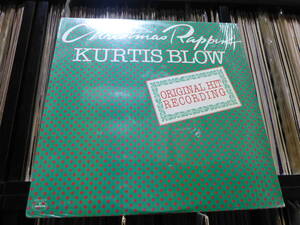 Christmas Rappin'
KURTIS BLOW
ORIGINAL HIT
RECORDING